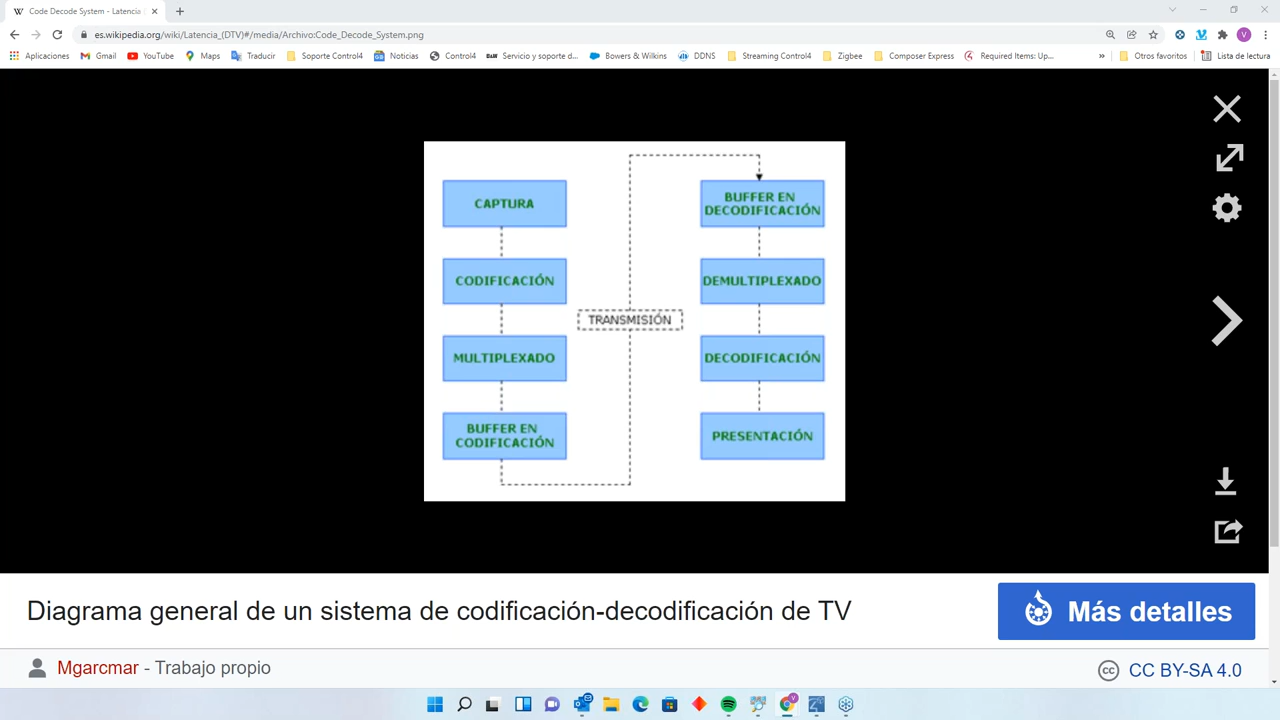 Code Decode System - Latencia
es.wikipedia.org/wiki/Latencia_(DTV)#/media/Archivo:Code_Decode_System.png
V
Aplicaciones
Gmail
YouTube
Maps
Traducir
Soporte Control4
Noticias
Control4
B&W
Servicio y soporte d...
Bowers & Wilkins
DDNS
Streaming Control4
Zigbee
Composer Express
Required Items: Up...
»
Otros favoritos
Lista de lectura
CAPTURA
CODIFICACIÓN
MULTIPLEXADO
BUFFER EN
CODIFICACIÓN
TRANSMISIÓN
BUFFER EN
DECODIFICACIÓN
DEMULTIPLEXADO
DECODIFICACIÓN
PRESENTACIÓN
Diagrama general de un sistema de codificación-decodificación de TV
Más detalles
Mgarcmar - Trabajo propio
cc CC BY-SA 4.0